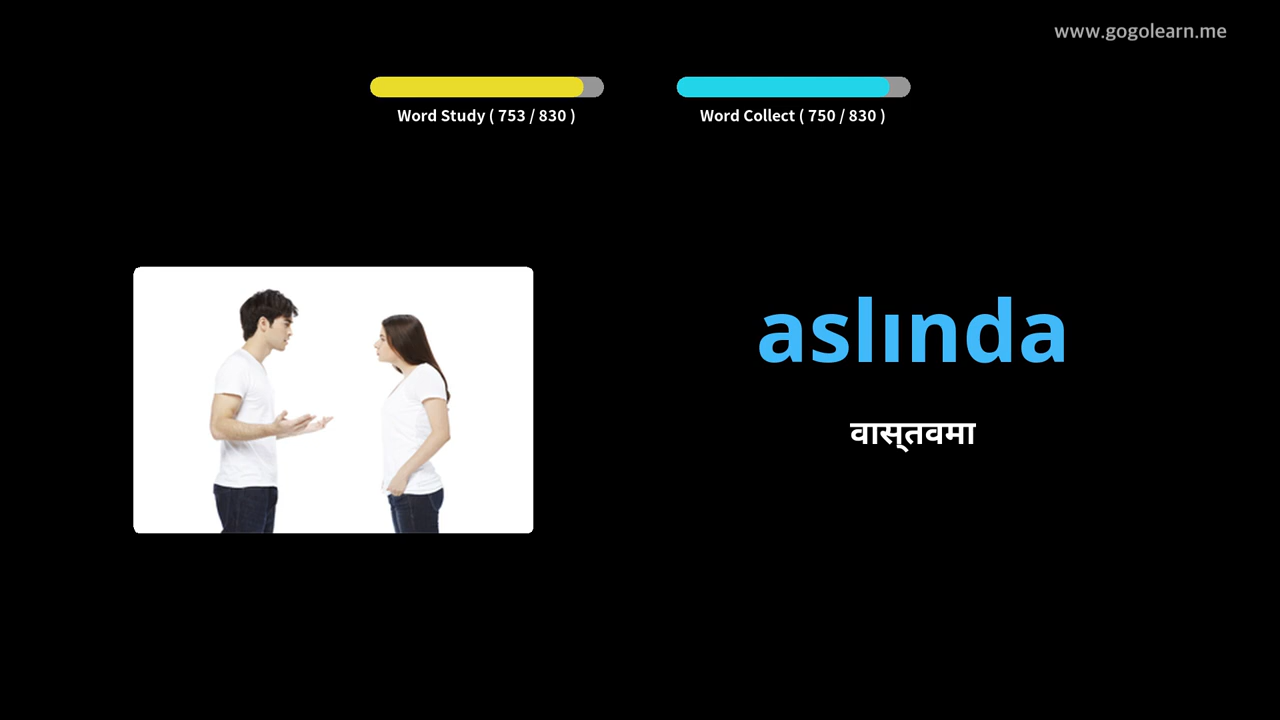 www.gogolearn.me
Word Study ( 753 / 830 )
Word Collect ( 750 / 830 )
aslında
वास्तवमा